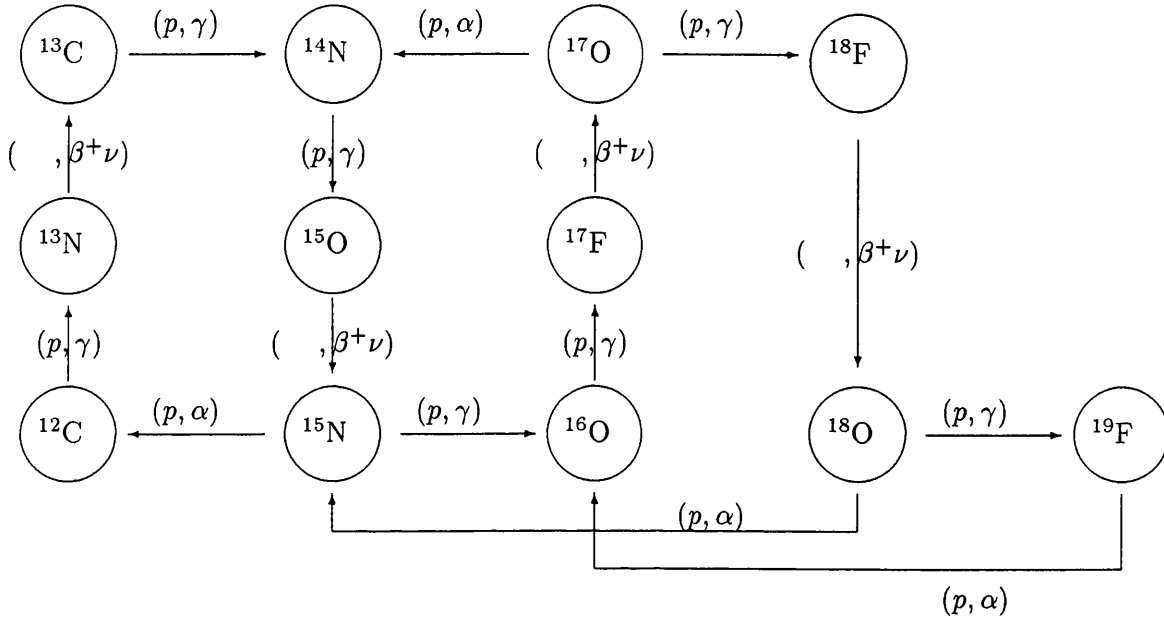 (p, γ) (p, α) (p, γ)
¹³C ¹⁴N ¹⁷O ¹⁸F
( , β⁺ν) (p, γ) ( , β⁺ν)
¹³N ¹⁵O ¹⁷F ( , β⁺ν)
(p, γ) ( , β⁺ν) (p, γ)
(p, α) (p, γ) (p, γ)
¹²C ¹⁵N ¹⁶O ¹⁸O ¹⁹F
(p, α)
(p, α)